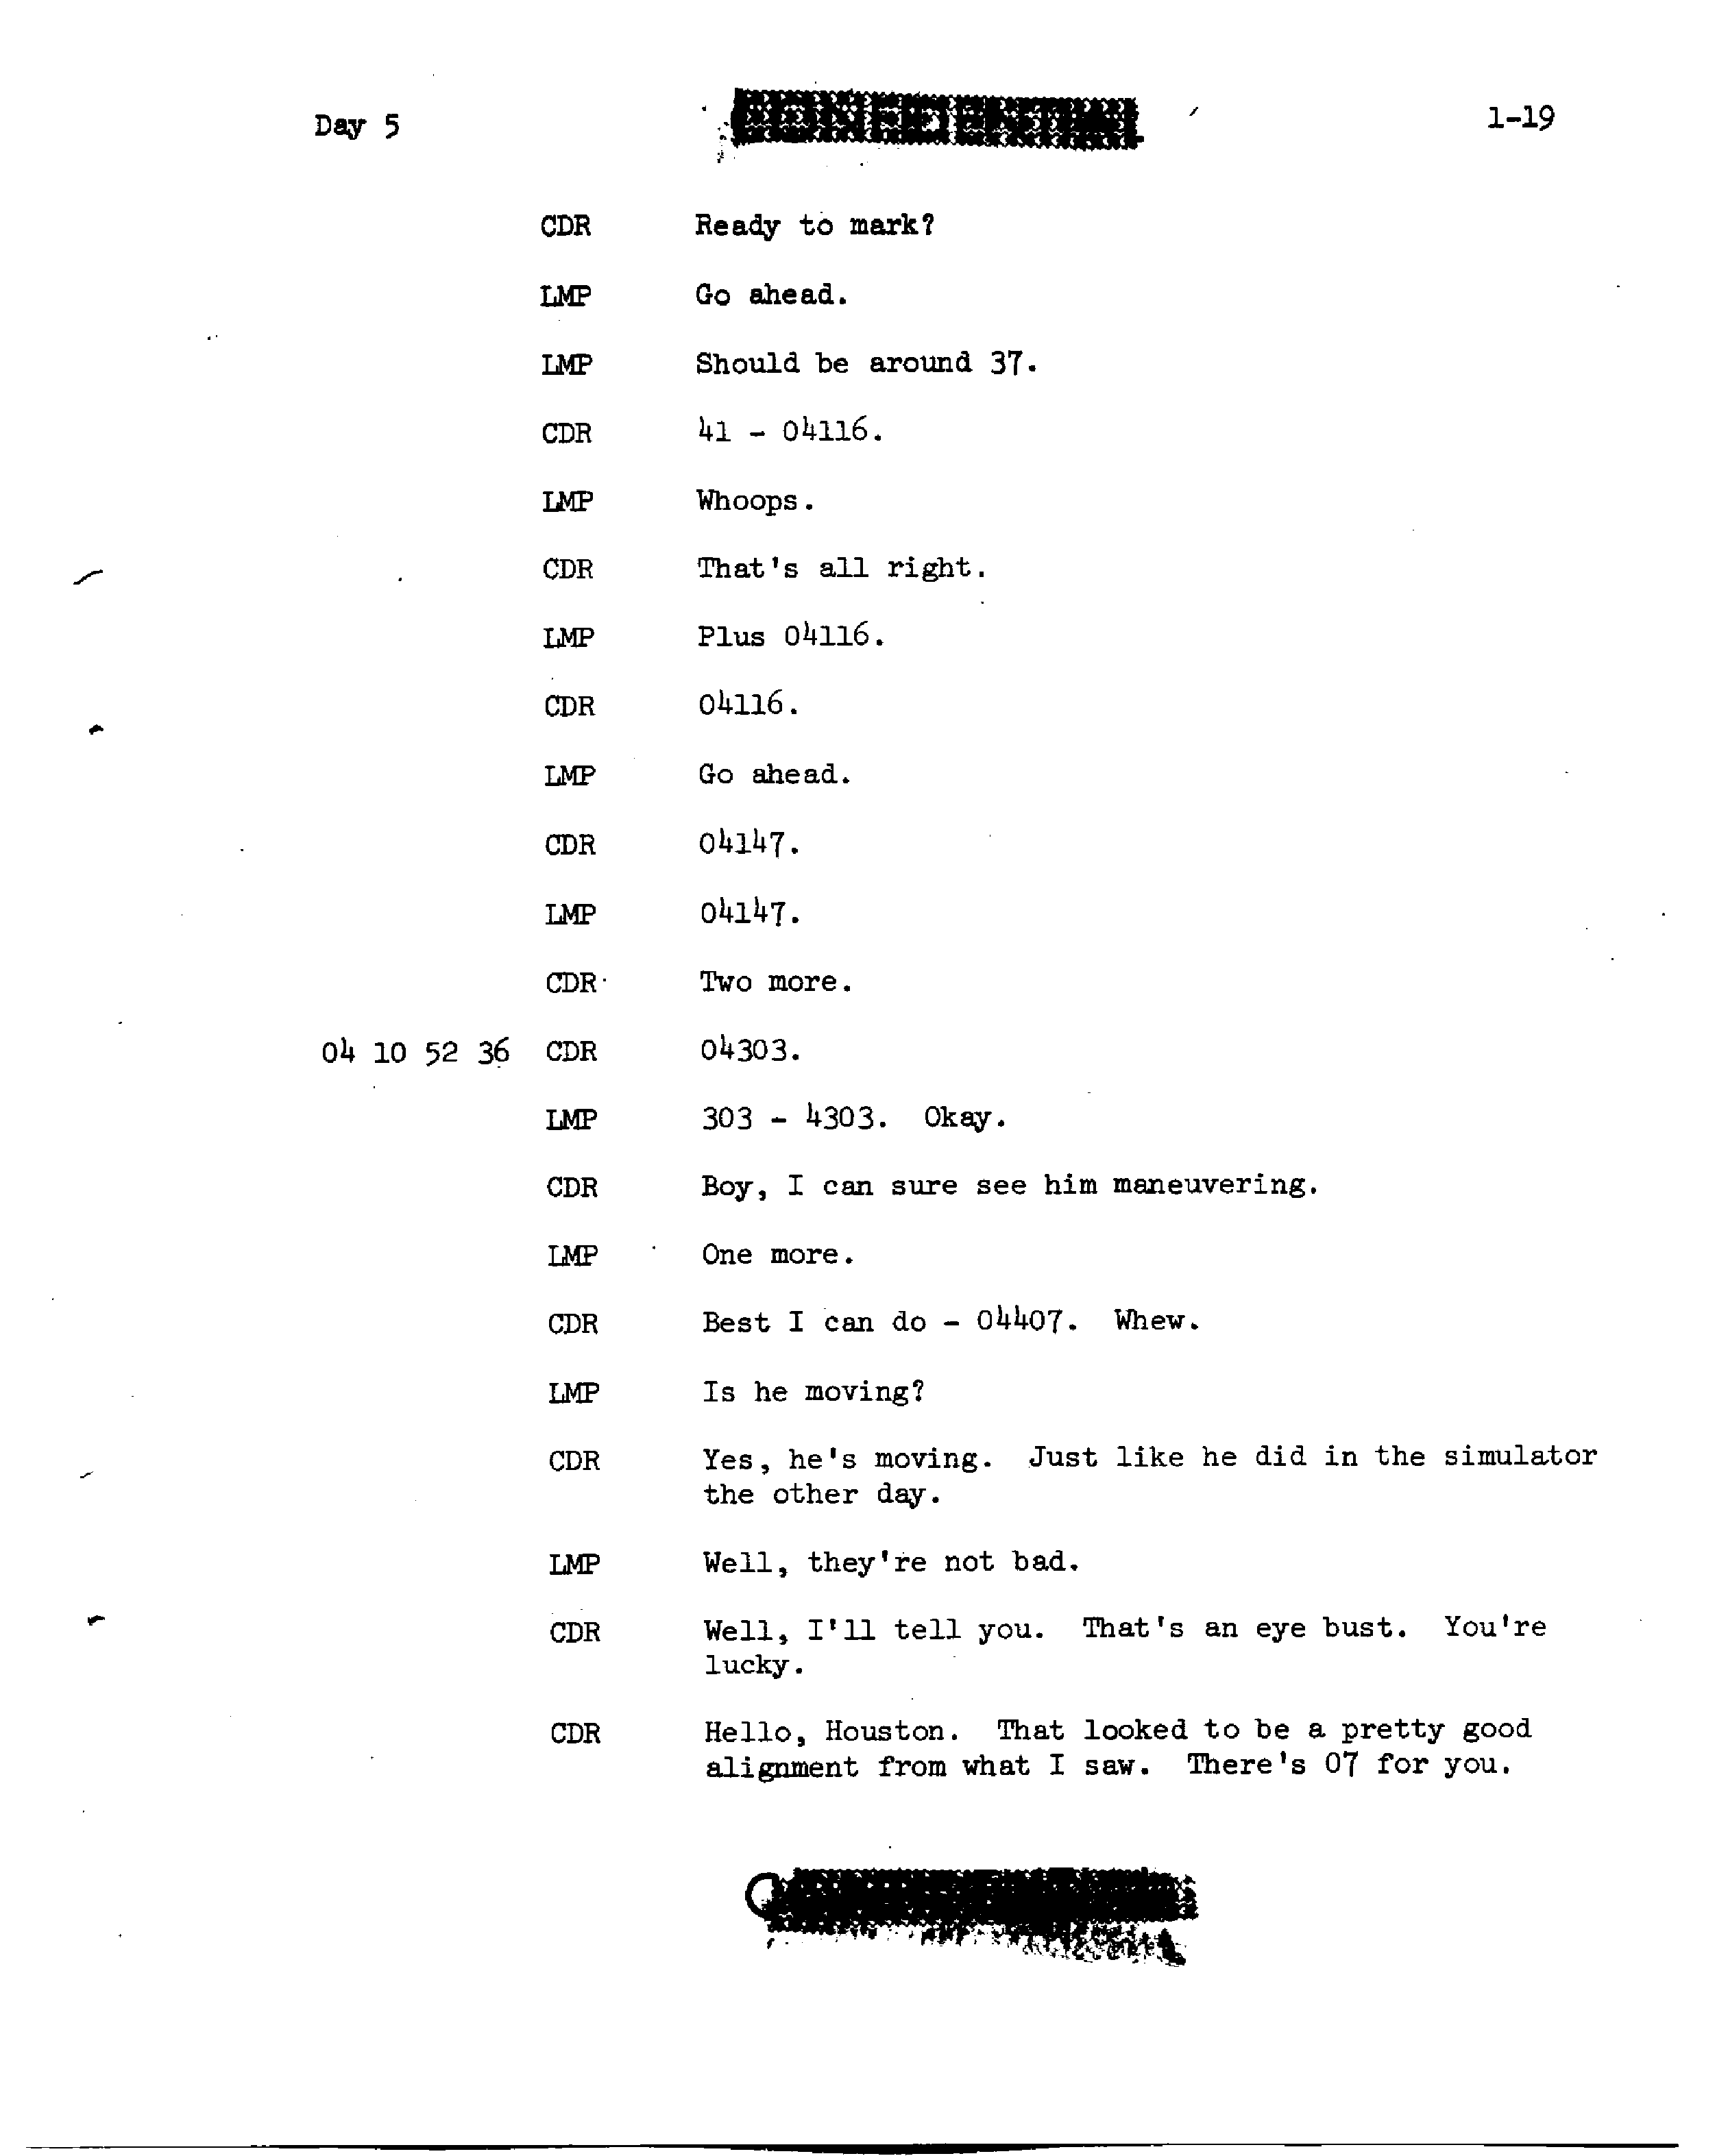 Day 5
1-19
CDR Ready to mark?
LMP Go ahead.
LMP Should be around 37.
CDR 41 - 04116.
LMP Whoops.
CDR That's all right.
LMP Plus 04116.
CDR 04116.
LMP Go ahead.
CDR 04147.
LMP 04147.
CDR Two more.
04 10 52 36 CDR 04303.
LMP 303 - 4303. Okay.
CDR Boy, I can sure see him maneuvering.
LMP One more.
CDR Best I can do - 04407. Whew.
LMP Is he moving?
CDR Yes, he's moving. Just like he did in the simulator
the other day.
LMP Well, they're not bad.
CDR Well, I'll tell you. That's an eye bust. You're
lucky.
CDR Hello, Houston. That looked to be a pretty good
alignment from what I saw. There's 07 for you.